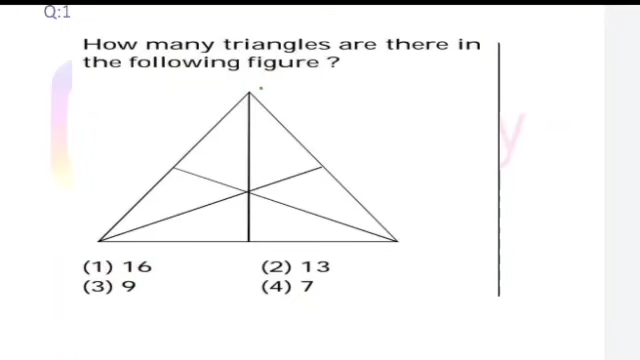 Q:1
How many triangles are there in
the following figure ?
y
(1) 16 (2) 13
(3) 9 (4) 7